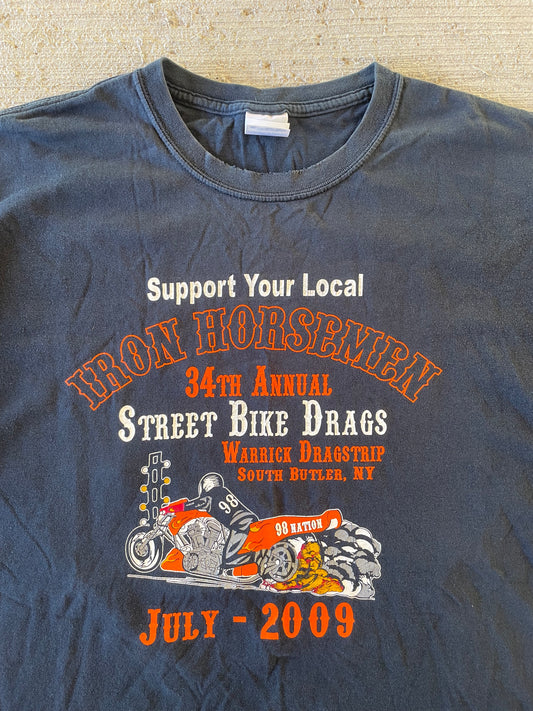 Support Your Local
IRON HORSEMEN
34TH ANNUAL
STREET BIKE DRAGS
WARRICK DRAGSTRIP
SOUTH BUTLER, NY
98
98 NATION
JULY - 2009